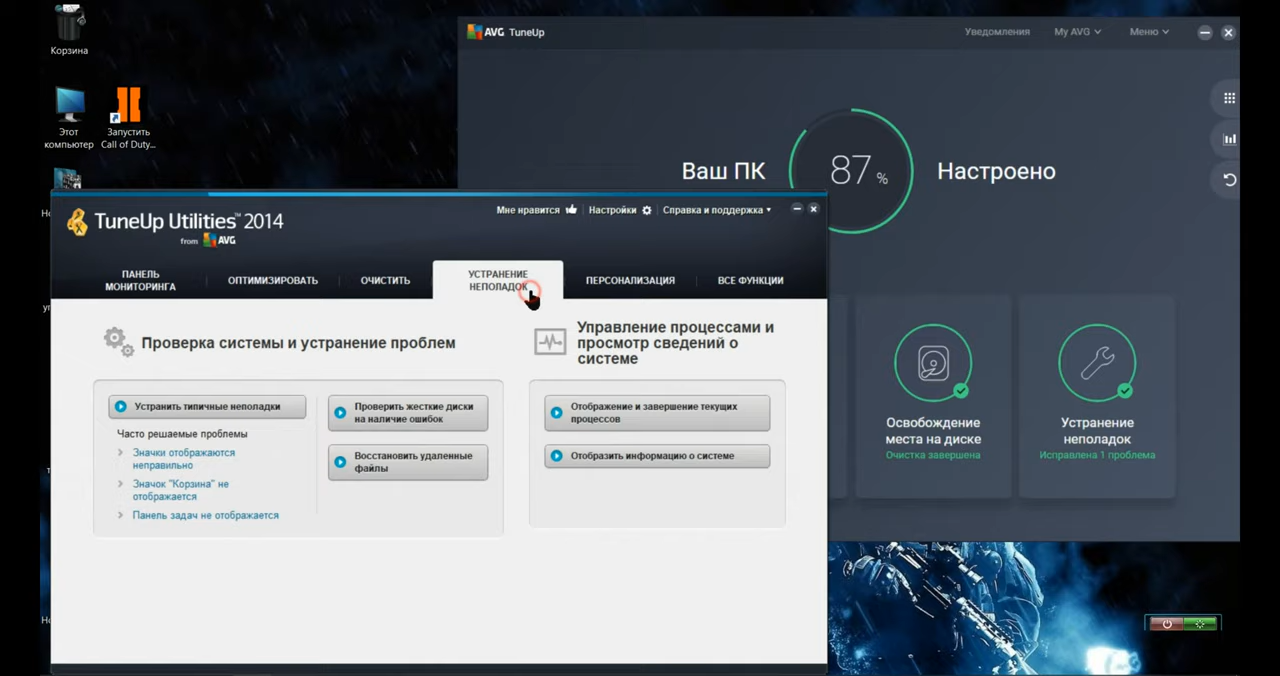 Корзина
Этот
компьютер
Запустить
Call of Duty...
AVG TuneUp
Уведомления
My AVG
Меню
Ваш ПК
87 %
Настроено
TuneUp Utilities™ 2014
from AVG
Мне нравится
Настройки
Справка и поддержка
ПАНЕЛЬ
МОНИТОРИНГА
ОПТИМИЗИРОВАТЬ
ОЧИСТИТЬ
УСТРАНЕНИЕ
НЕПОЛАДОК
ПЕРСОНАЛИЗАЦИЯ
ВСЕ ФУНКЦИИ
Проверка системы и устранение проблем
Устранить типичные неполадки
Часто решаемые проблемы
Значки отображаются
неправильно
Значок "Корзина" не
отображается
Панель задач не отображается
Проверить жесткие диски
на наличие ошибок
Восстановить удаленные
файлы
Управление процессами и
просмотр сведений о
системе
Отображение и завершение текущих
процессов
Отобразить информацию о системе
Освобождение
места на диске
Очистка завершена
Устранение
неполадок
Исправлена 1 проблема